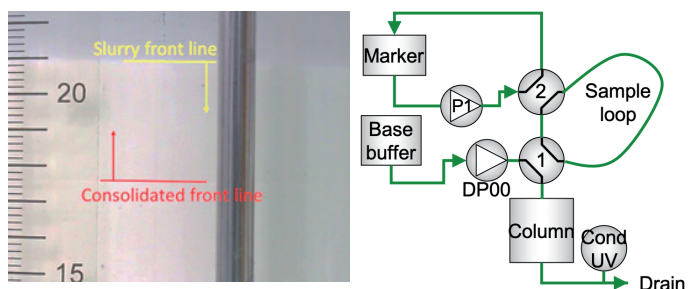 Slurry front line
20
Consolidated front line
15
Marker
P1
2
Sample
loop
Base
buffer
DP00
1
Column
Cond
UV
Drain